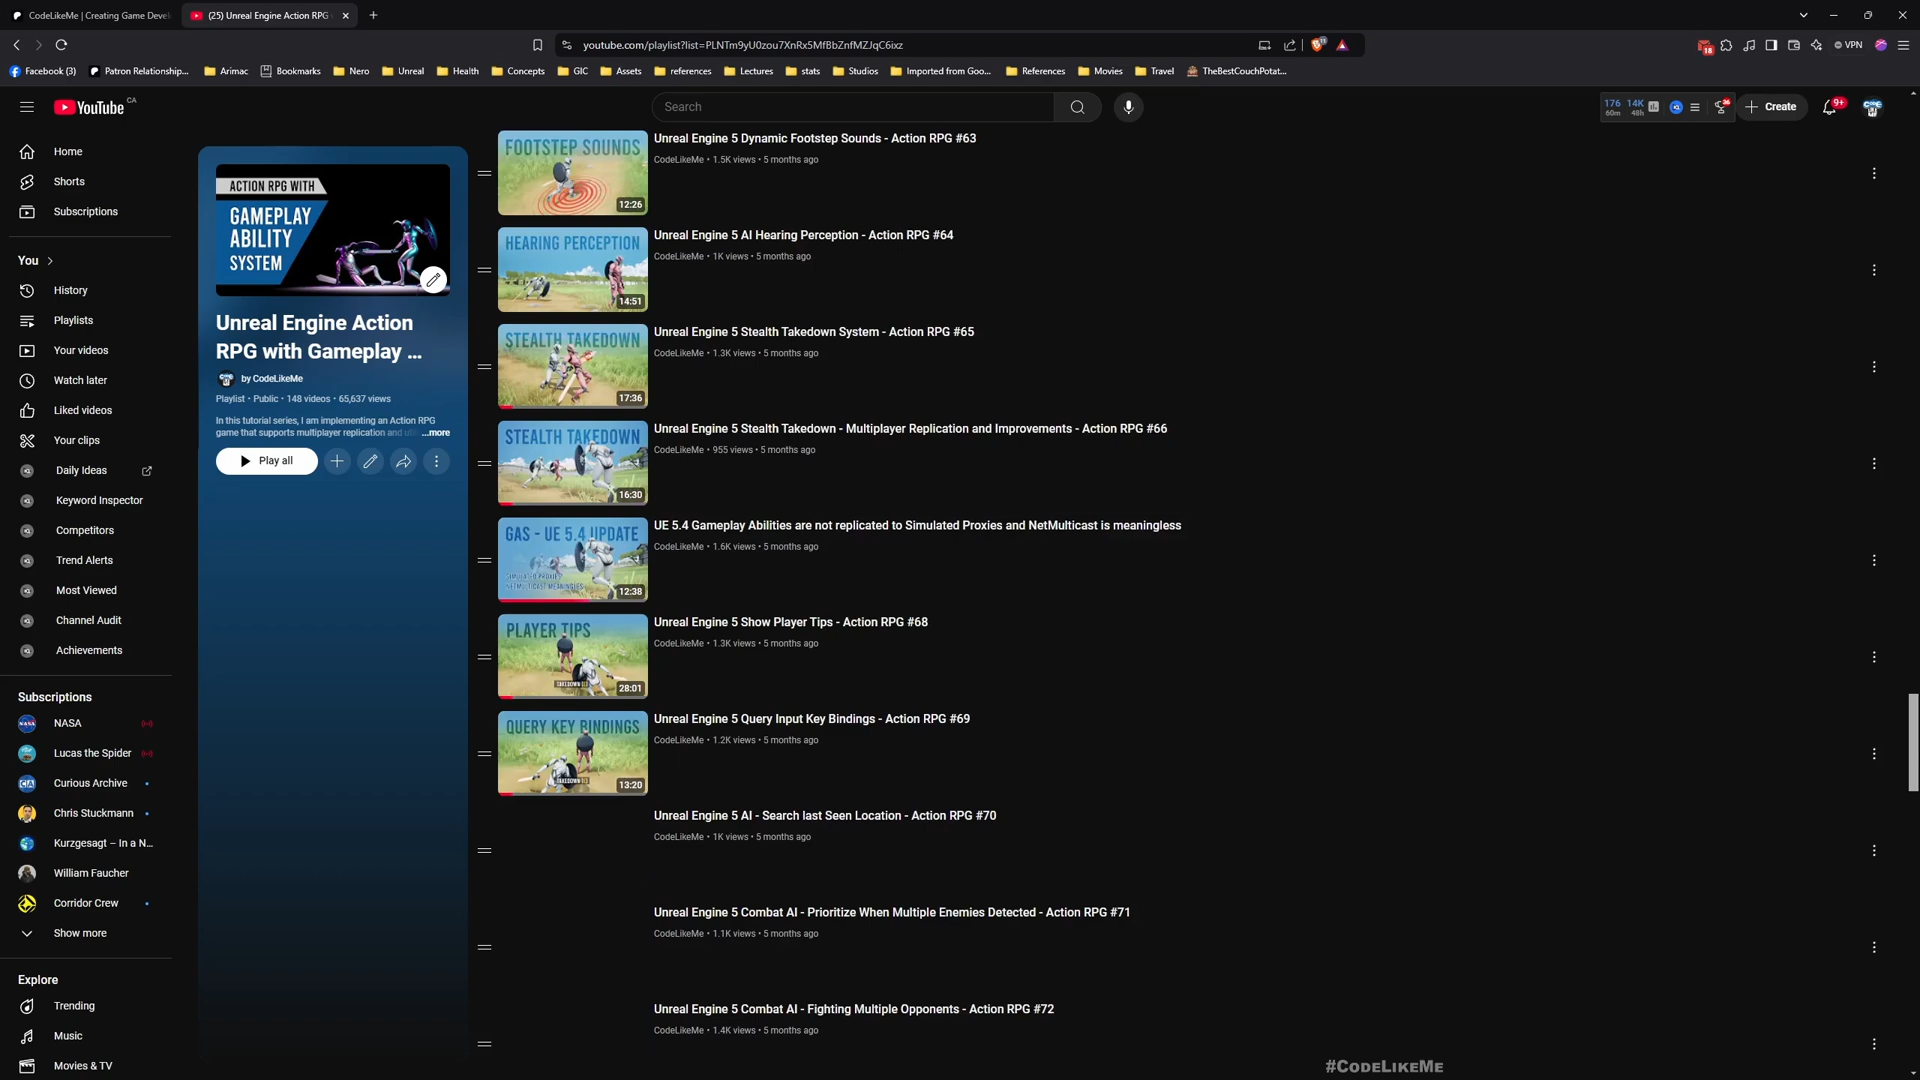 CodeLikeMe | Creating Game Devel
(25) Unreal Engine Action RPG
youtube.com/playlist?list=PLNTm9yU0zou7XnRx5MfBbZnfMZJqC6ixz
18
11
VPN
Facebook (3)
Patron Relationship...
Arimac
Bookmarks
Nero
Unreal
Health
Concepts
GIC
Assets
references
Lectures
stats
Studios
Imported from Goo...
References
Movies
Travel
TheBestCouchPotat...
YouTube CA
Search
176 60m
14K 48h
36
Create
9+
Home
Shorts
Subscriptions
You
History
Playlists
Your videos
Watch later
Liked videos
Your clips
Daily Ideas
Keyword Inspector
Competitors
Trend Alerts
Most Viewed
Channel Audit
Achievements
Subscriptions
NASA
Lucas the Spider
Curious Archive
Chris Stuckmann
Kurzgesagt – In a N...
William Faucher
Corridor Crew
Show more
Explore
Trending
Music
Movies & TV
ACTION RPG WITH
GAMEPLAY
ABILITY
SYSTEM
Unreal Engine Action
RPG with Gameplay ...
by CodeLikeMe
Playlist • Public • 148 videos • 65,637 views
In this tutorial series, I am implementing an Action RPG
game that supports multiplayer replication and ...more
Play all
FOOTSTEP SOUNDS
12:26
Unreal Engine 5 Dynamic Footstep Sounds - Action RPG #63
CodeLikeMe • 1.5K views • 5 months ago
HEARING PERCEPTION
14:51
Unreal Engine 5 AI Hearing Perception - Action RPG #64
CodeLikeMe • 1K views • 5 months ago
STEALTH TAKEDOWN
17:36
Unreal Engine 5 Stealth Takedown System - Action RPG #65
CodeLikeMe • 1.3K views • 5 months ago
STEALTH TAKEDOWN
16:30
Unreal Engine 5 Stealth Takedown - Multiplayer Replication and Improvements - Action RPG #66
CodeLikeMe • 955 views • 5 months ago
GAS - UE 5.4 UPDATE
SIMULATED PROXIES
NETMULTICAST MEANINGLESS
12:38
UE 5.4 Gameplay Abilities are not replicated to Simulated Proxies and NetMulticast is meaningless
CodeLikeMe • 1.6K views • 5 months ago
PLAYER TIPS
TAKEDOWN [E]
28:01
Unreal Engine 5 Show Player Tips - Action RPG #68
CodeLikeMe • 1.3K views • 5 months ago
QUERY KEY BINDINGS
TAKEDOWN [E]
13:20
Unreal Engine 5 Query Input Key Bindings - Action RPG #69
CodeLikeMe • 1.2K views • 5 months ago
Unreal Engine 5 AI - Search last Seen Location - Action RPG #70
CodeLikeMe • 1K views • 5 months ago
Unreal Engine 5 Combat AI - Prioritize When Multiple Enemies Detected - Action RPG #71
CodeLikeMe • 1.1K views • 5 months ago
Unreal Engine 5 Combat AI - Fighting Multiple Opponents - Action RPG #72
CodeLikeMe • 1.4K views • 5 months ago
#CodeLikeMe